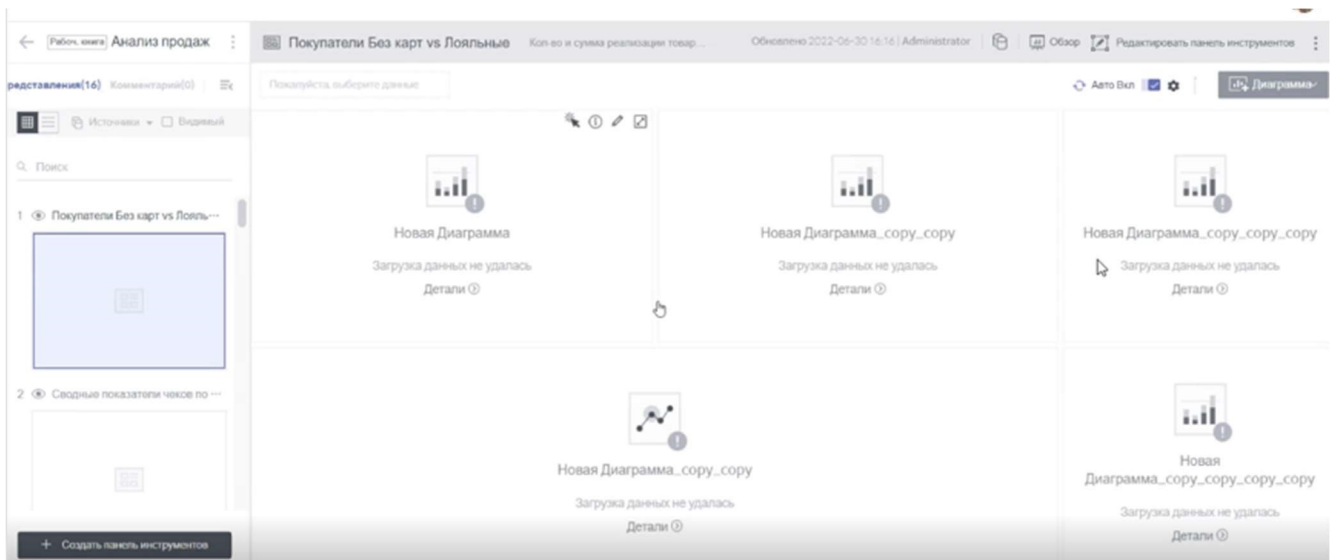 Рабоч. книга Анализ продаж
Покупатели Без карт vs Лояльные Кол-во и сумма реализации товар...
Обновлено 2022-06-30 16:16 | Administrator
Обзор
Редактировать панель инструментов
редставления(16) Комментарий(0)
Пожалуйста, выберите данные
Авто Вкл
Диаграмма
Источники
Видимый
Поиск
1 Покупатели Без карт vs Лояль...
2 Сводные показатели чеков по ...
+ Создать панель инструментов
Новая Диаграмма
Загрузка данных не удалась
Детали
Новая Диаграмма_copy_copy
Загрузка данных не удалась
Детали
Новая Диаграмма_copy_copy_copy
Загрузка данных не удалась
Детали
Новая Диаграмма_copy_copy
Загрузка данных не удалась
Детали
Новая
Диаграмма_copy_copy_copy_copy
Загрузка данных не удалась
Детали